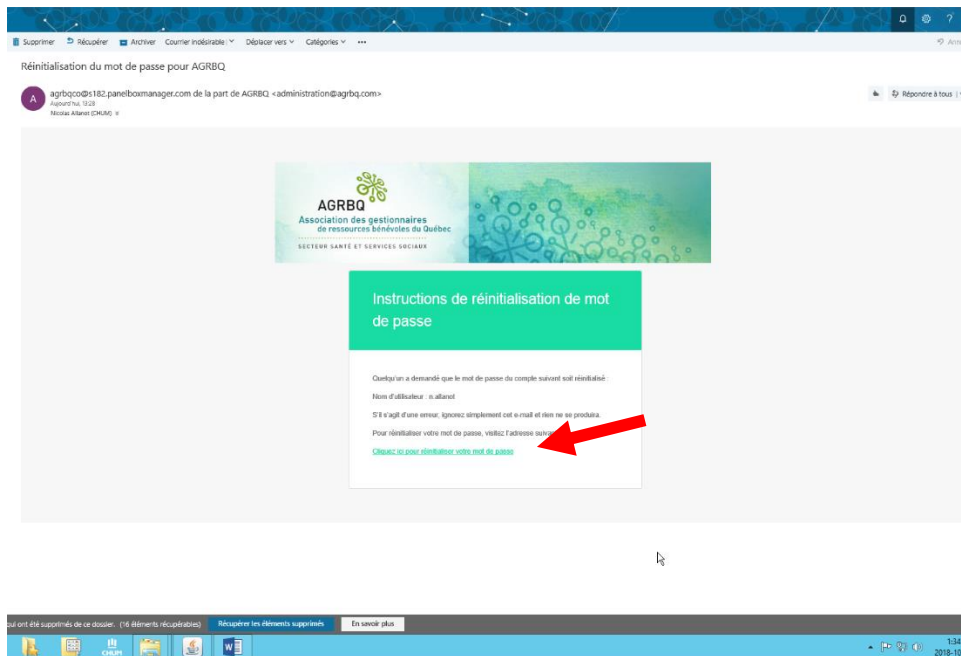 Supprimer Récupérer Archiver Courrier indésirable Déplacer vers Catégories
Réinitialisation du mot de passe pour AGRBQ
A
agrbqco@s182.panelboxmanager.com de la part de AGRBQ <administration@agrbq.com>
Aujourd'hui, 13:28
Nicolas Allanot (CHUM)
Répondre à tous
AGRBQ
Association des gestionnaires
de ressources bénévoles du Québec
SECTEUR SANTÉ ET SERVICES SOCIAUX
Instructions de réinitialisation de mot
de passe
Quelqu'un a demandé que le mot de passe du compte suivant soit réinitialisé :
Nom d'utilisateur : n.allanot
S'il s'agit d'une erreur, ignorez simplement cet e-mail et rien ne se produira.
Pour réinitialiser votre mot de passe, visitez l'adresse
Cliquez ici pour réinitialiser votre mot de passe
qui ont été supprimés de ce dossier. (16 éléments récupérables) Récupérer les éléments supprimés En savoir plus
CHUM
1:34
2018-10